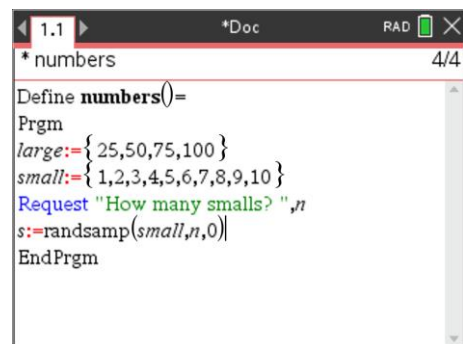 1.1 *Doc RAD
* numbers 4/4
Define numbers()=
Prgm
large:={25,50,75,100}
small:={1,2,3,4,5,6,7,8,9,10}
Request "How many smalls? ",n
s:=randsamp(small,n,0)
EndPrgm